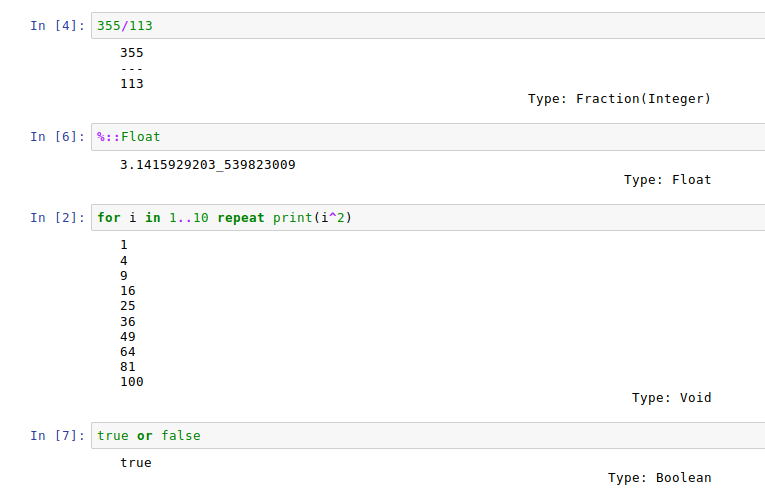 In [4]: 355/113
355
---
113
Type: Fraction(Integer)
In [6]: %::Float
3.1415929203_539823009
Type: Float
In [2]: for i in 1..10 repeat print(i^2)
1
4
9
16
25
36
49
64
81
100
Type: Void
In [7]: true or false
true
Type: Boolean